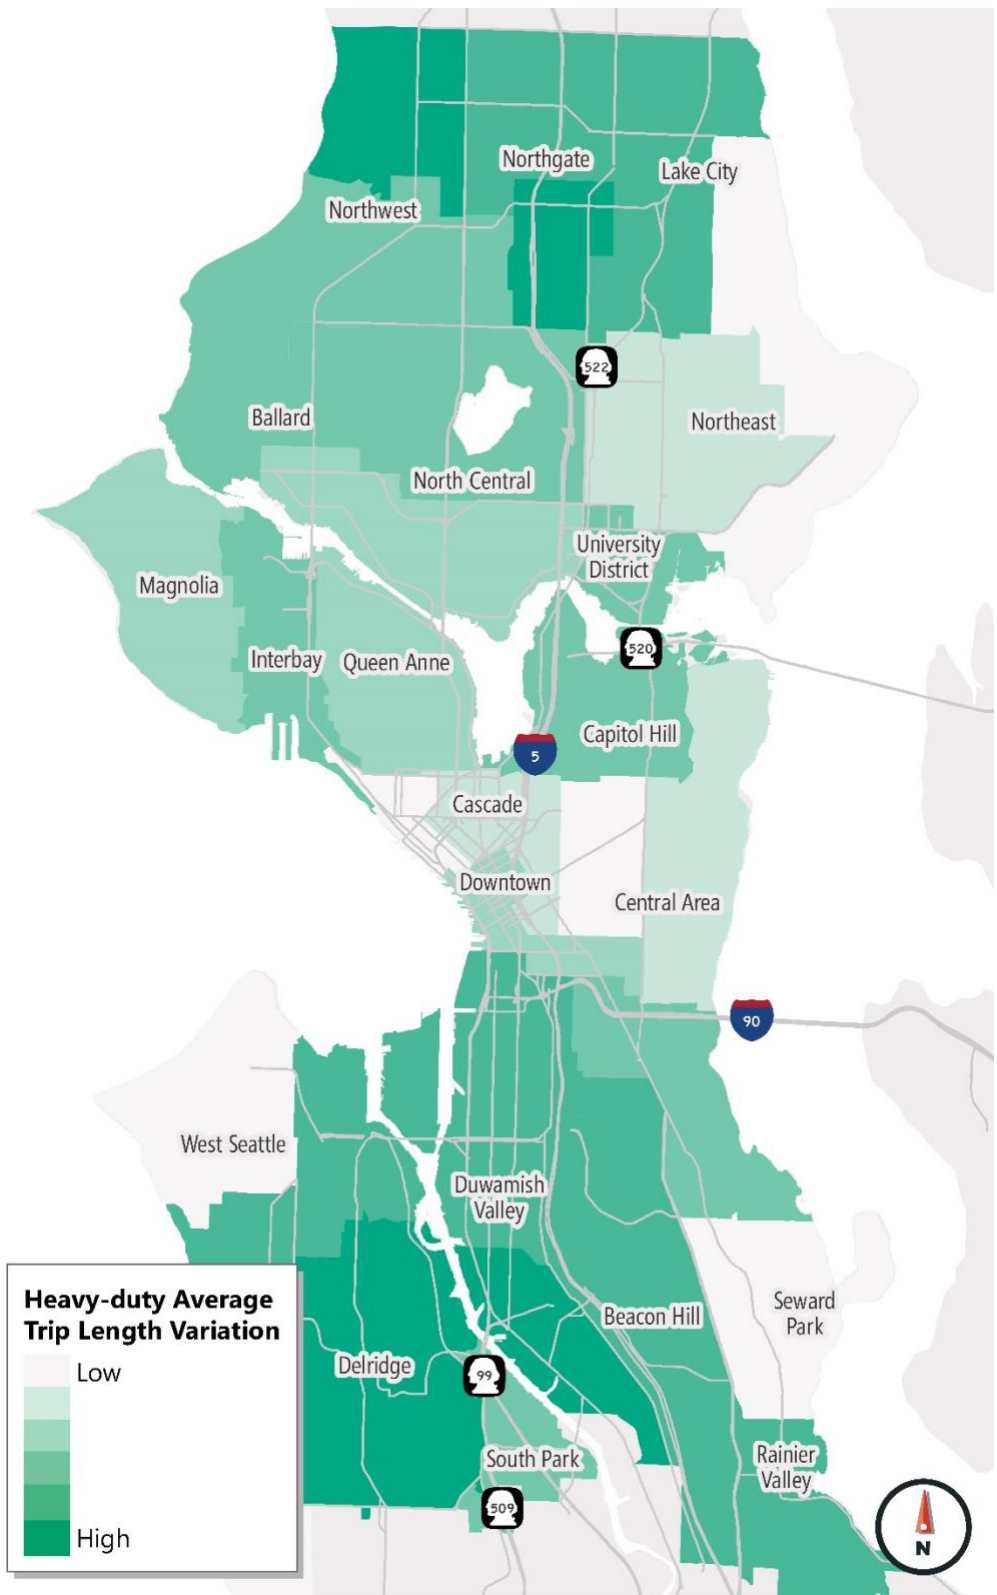 Northgate
Lake City
Northwest
522
Ballard
Northeast
North Central
University
District
Magnolia
520
Interbay
Queen Anne
Capitol Hill
5
Cascade
Downtown
Central Area
90
West Seattle
Duwamish
Valley
Seward
Park
Beacon Hill
Delridge
99
South Park
Rainier
Valley
509
Heavy-duty Average
Trip Length Variation
Low
High
N